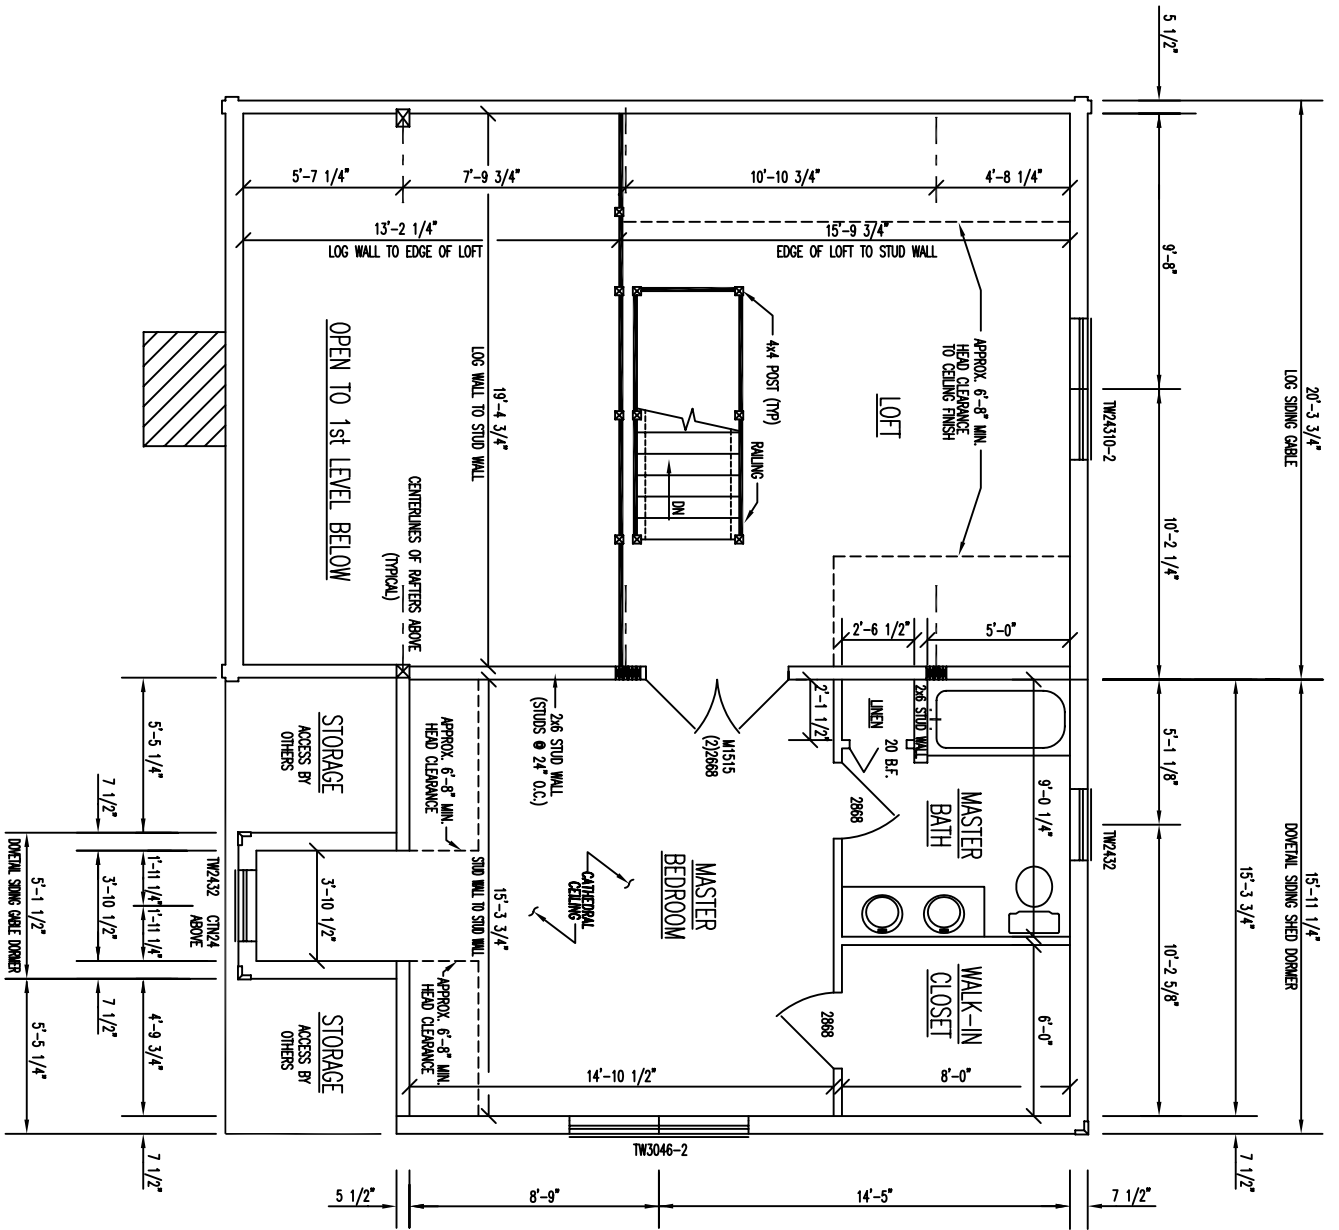 5 1/2"
20'-3 3/4"
LOG SIDING GABLE
9'-8"
10'-2 1/4"
TW24310-2
5'-7 1/4"
7'-9 3/4"
10'-10 3/4"
4'-8 1/4"
13'-2 1/4"
LOG WALL TO EDGE OF LOFT
15'-9 3/4"
EDGE OF LOFT TO STUD WALL
OPEN TO 1st LEVEL BELOW
19'-4 3/4"
LOG WALL TO STUD WALL
CENTERLINES OF RAFTERS ABOVE
(TYPICAL)
4x4 POST (TYP)
RAILING
DN
LOFT
APPROX. 6'-8" MIN.
HEAD CLEARANCE
TO CEILING FINISH
2'-6 1/2"
5'-0"
15'-11 1/4"
DOVETAIL SIDING SHED DORMER
15'-3 3/4"
5'-1 1/8"
10'-2 5/8"
TW2432
2x6 STUD WALL
LINEN
20 B.F.
2'-1 1/2"
M1515
(2)2668
2868
MASTER
BATH
9'-0 1/4"
WALK-IN
CLOSET
6'-0"
2868
8'-0"
MASTER
BEDROOM
CATHEDRAL
CEILING
2x6 STUD WALL
(STUDS @ 24" O.C.)
15'-3 3/4"
STUD WALL TO STUD WALL
APPROX. 6'-8" MIN.
HEAD CLEARANCE
APPROX. 6'-8" MIN.
HEAD CLEARANCE
14'-10 1/2"
STORAGE
ACCESS BY
OTHERS
3'-10 1/2"
STORAGE
ACCESS BY
OTHERS
TW2432
CTN24
ABOVE
5'-5 1/4"
7 1/2"
1'-11 1/4"
1'-11 1/4"
3'-10 1/2"
7 1/2"
4'-9 3/4"
5'-1 1/2"
DOVETAIL SIDING GABLE DORMER
5'-5 1/4"
7 1/2"
7 1/2"
TW3046-2
5 1/2"
8'-9"
14'-5"
7 1/2"